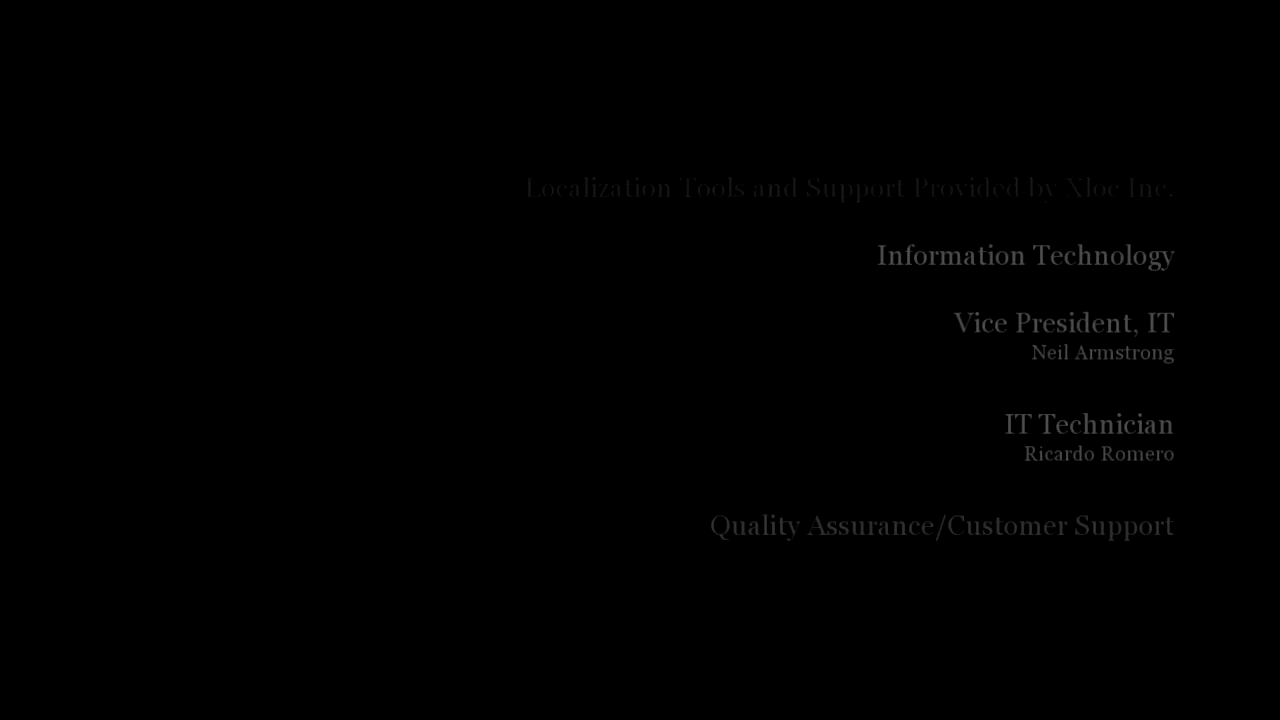 Localization Tools and Support Provided by Xloc Inc.
Information Technology
Vice President, IT
Neil Armstrong
IT Technician
Ricardo Romero
Quality Assurance/Customer Support